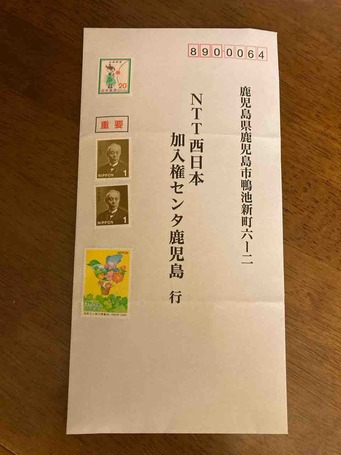 8900064
鹿児島県鹿児島市鴨池新町六ー二
NTT西日本
加入権センタ鹿児島 行
20
重要
NIPPON
1
NIPPON
1